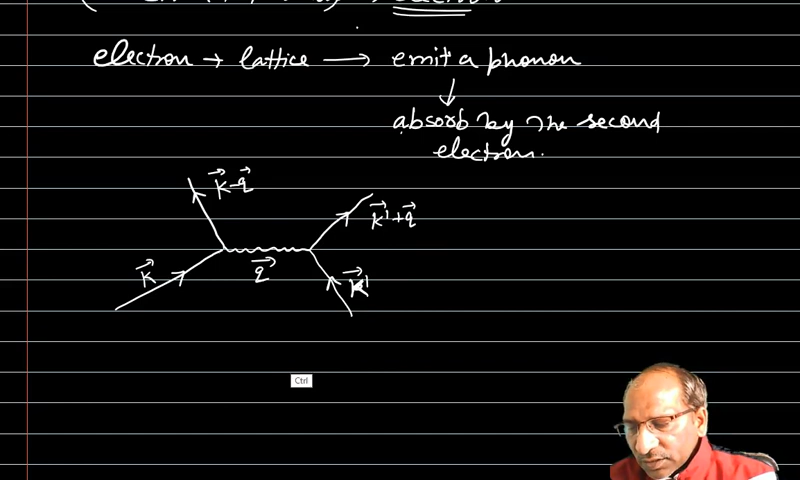 electron + lattice → emit a phonon
↓
absorb by the second
electron.
k⃗-q⃗
k⃗'+q⃗
k⃗
q⃗
k⃗'
Ctrl